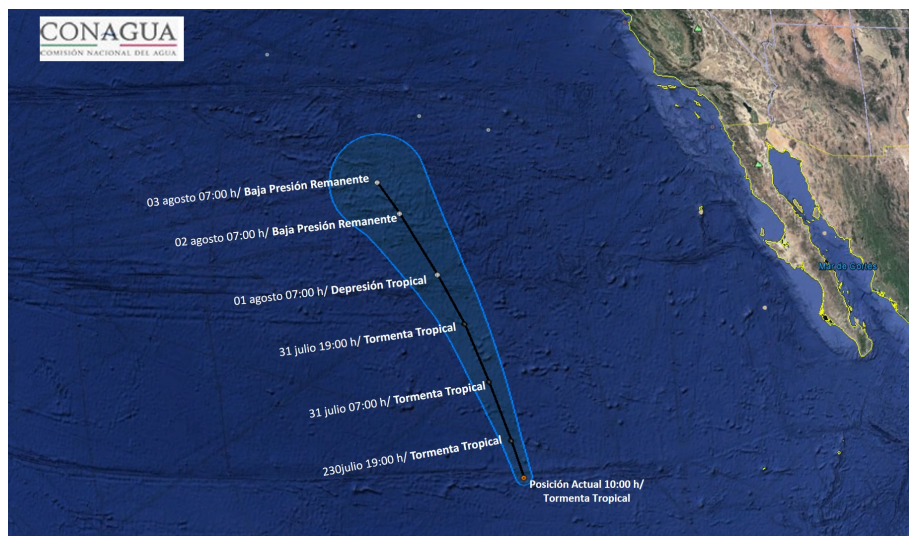 CONAGUA
COMISIÓN NACIONAL DEL AGUA
03 agosto 07:00 h/ Baja Presión Remanente
02 agosto 07:00 h/ Baja Presión Remanente
01 agosto 07:00 h/ Depresión Tropical
31 julio 19:00 h/ Tormenta Tropical
31 julio 07:00 h/ Tormenta Tropical
230julio 19:00 h/ Tormenta Tropical
Posición Actual 10:00 h/
Tormenta Tropical
Mar de Cortés